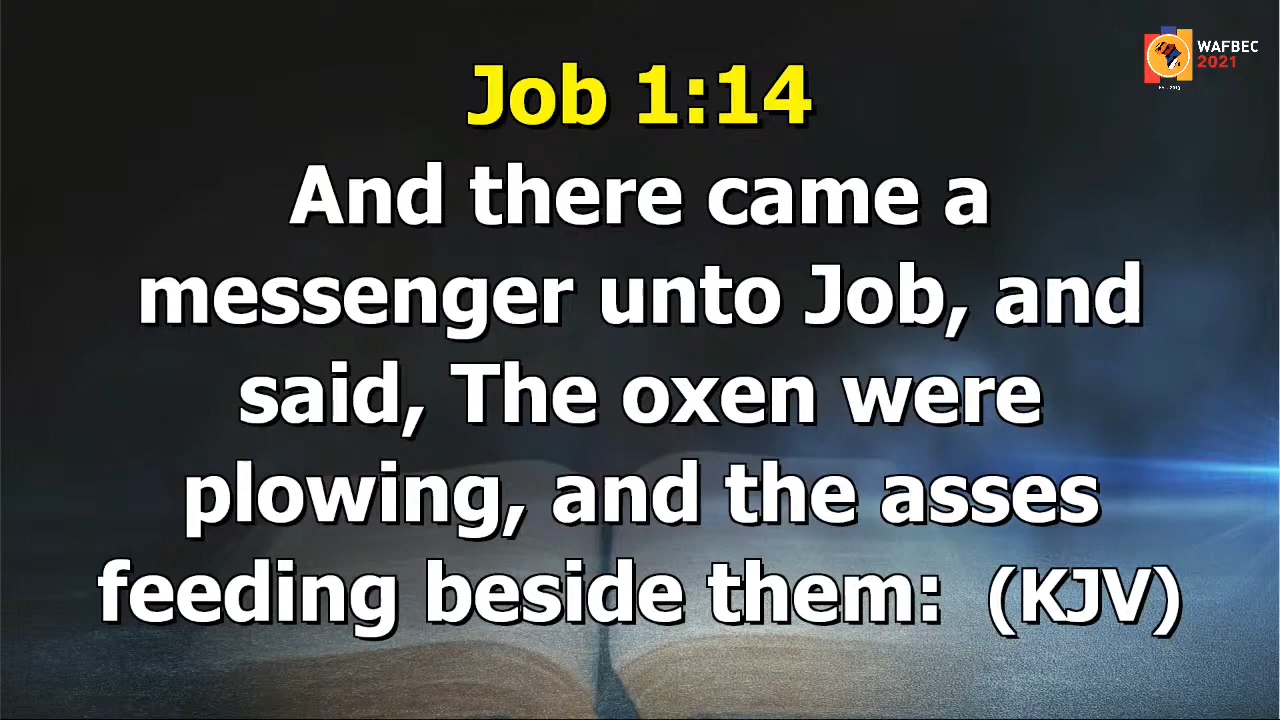 WAFBEC
2021
Job 1:14
And there came a
messenger unto Job, and
said, The oxen were
plowing, and the asses
feeding beside them: (KJV)